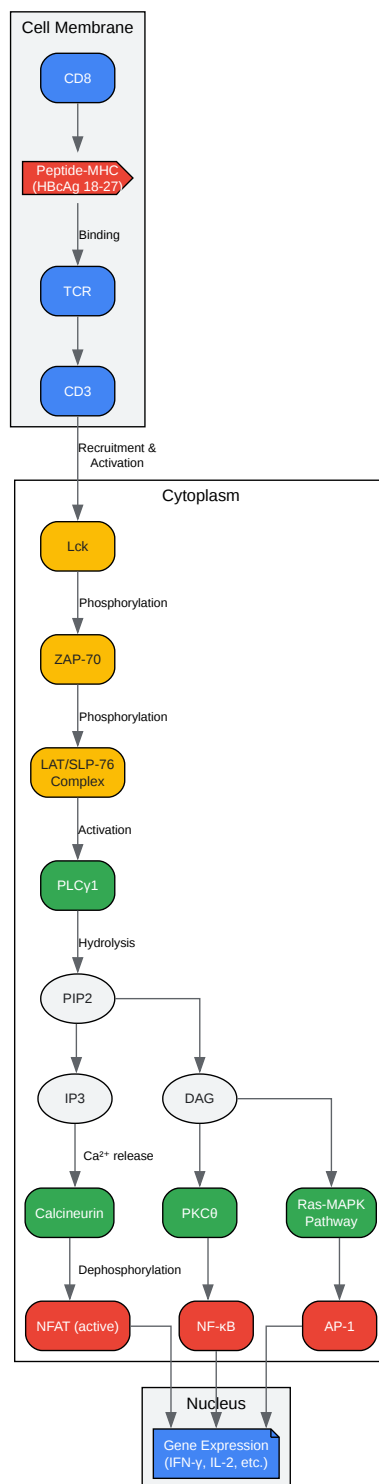 Cell Membrane
CD8
Peptide-MHC
(HBcAg 18-27)
Binding
TCR
CD3
Recruitment &
Activation
Cytoplasm
Lck
Phosphorylation
ZAP-70
Phosphorylation
LAT/SLP-76
Complex
Activation
PLCγ1
Hydrolysis
PIP2
IP3
DAG
Ca²⁺ release
Calcineurin
PKCθ
Ras-MAPK
Pathway
Dephosphorylation
NFAT (active)
NF-κB
AP-1
Nucleus
Gene Expression
(IFN-γ, IL-2, etc.)